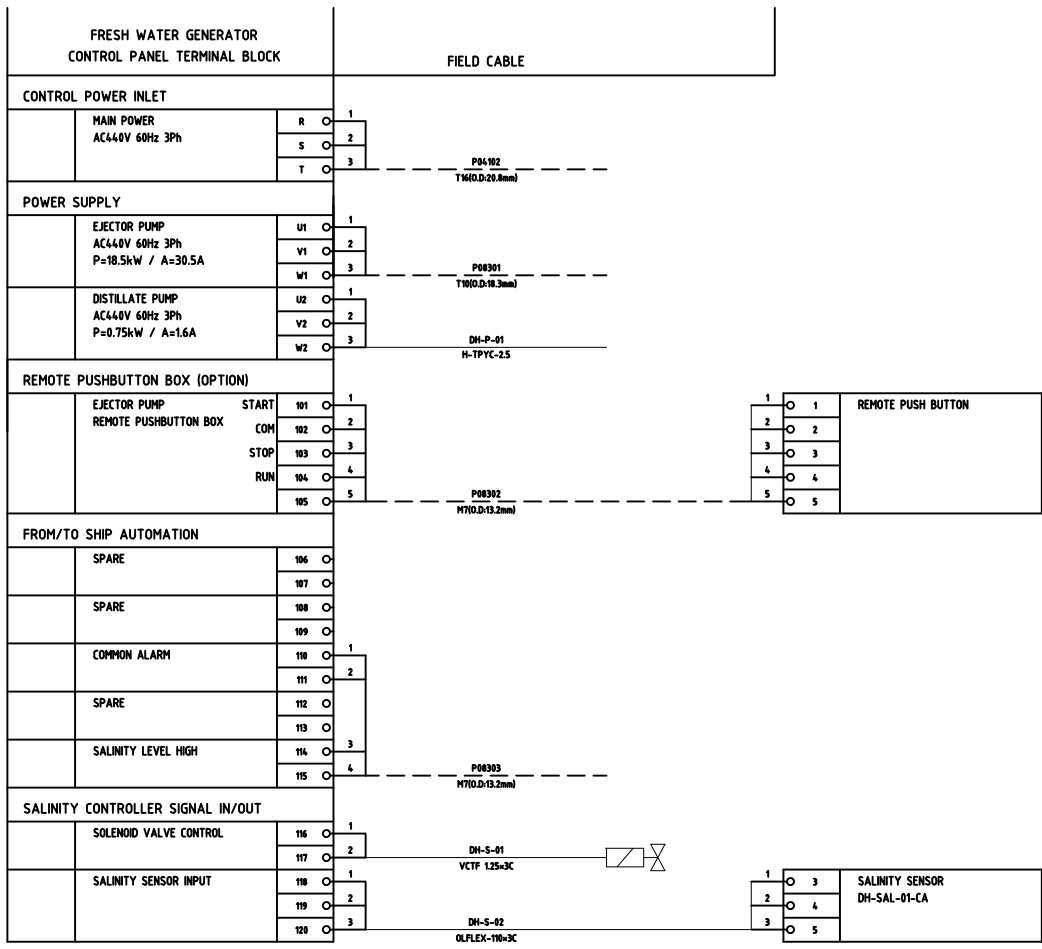 FRESH WATER GENERATOR
CONTROL PANEL TERMINAL BLOCK
FIELD CABLE
CONTROL POWER INLET
MAIN POWER R 1
AC440V 60Hz 3Ph S 2
T 3 P04102
T16(O.D:20.8mm)
POWER SUPPLY
EJECTOR PUMP U1 1
AC440V 60Hz 3Ph V1 2
P=18.5kW / A=30.5A
W1 3 P08301
T10(O.D:18.3mm)
DISTILLATE PUMP U2 1
AC440V 60Hz 3Ph V2 2
P=0.75kW / A=1.6A
W2 3 DH-P-01
H-TPYC-2.5
REMOTE PUSHBUTTON BOX (OPTION)
EJECTOR PUMP START 101 1 1 1 REMOTE PUSH BUTTON
REMOTE PUSHBUTTON BOX COM 102 2 2 2
STOP 103 3 3 3
RUN 104 4 4 4
105 5 P08302 5 5
M7(O.D:13.2mm)
FROM/TO SHIP AUTOMATION
SPARE 106
107
SPARE 108
109
COMMON ALARM 110 1
111 2
SPARE 112
113
SALINITY LEVEL HIGH 114 3
115 4 P08303
M7(O.D:13.2mm)
SALINITY CONTROLLER SIGNAL IN/OUT
SOLENOID VALVE CONTROL 116 1
117 2 DH-S-01
VCTF 1.25×3C
SALINITY SENSOR INPUT 118 1 1 3 SALINITY SENSOR
119 2 2 4 DH-SAL-01-CA
120 3 DH-S-02 3 5
OLFLEX-110×3C